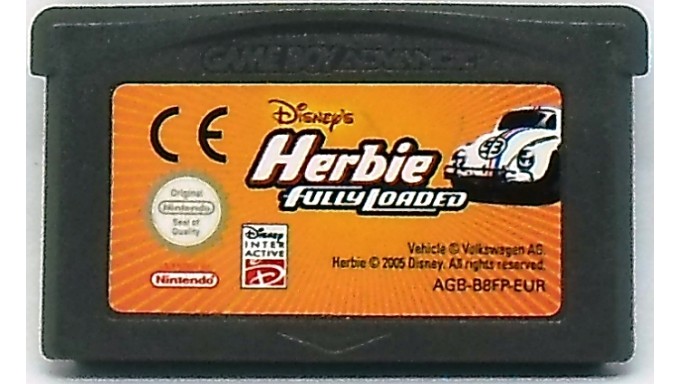 GAME BOY ADVANCE
CE
Disney's
Herbie
FULLY LOADED
53
Original
Nintendo
Seal of
Quality
Nintendo
Disney
INTER
ACTIVE
Vehicle © Volkswagen AG.
Herbie © 2005 Disney. All rights reserved.
AGB-B8FP-EUR